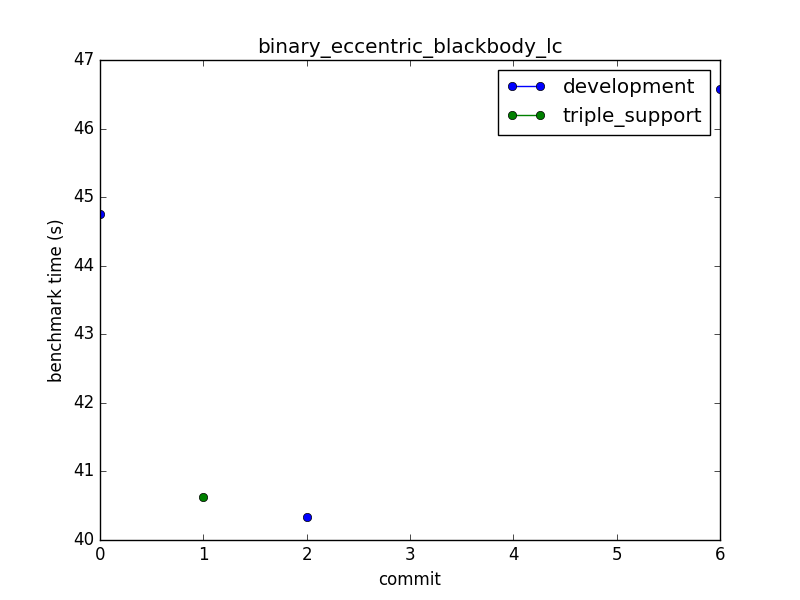 binary_eccentric_blackbody_lc
development
triple_support
benchmark time (s)
47
46
45
44
43
42
41
40
0 1 2 3 4 5 6
commit